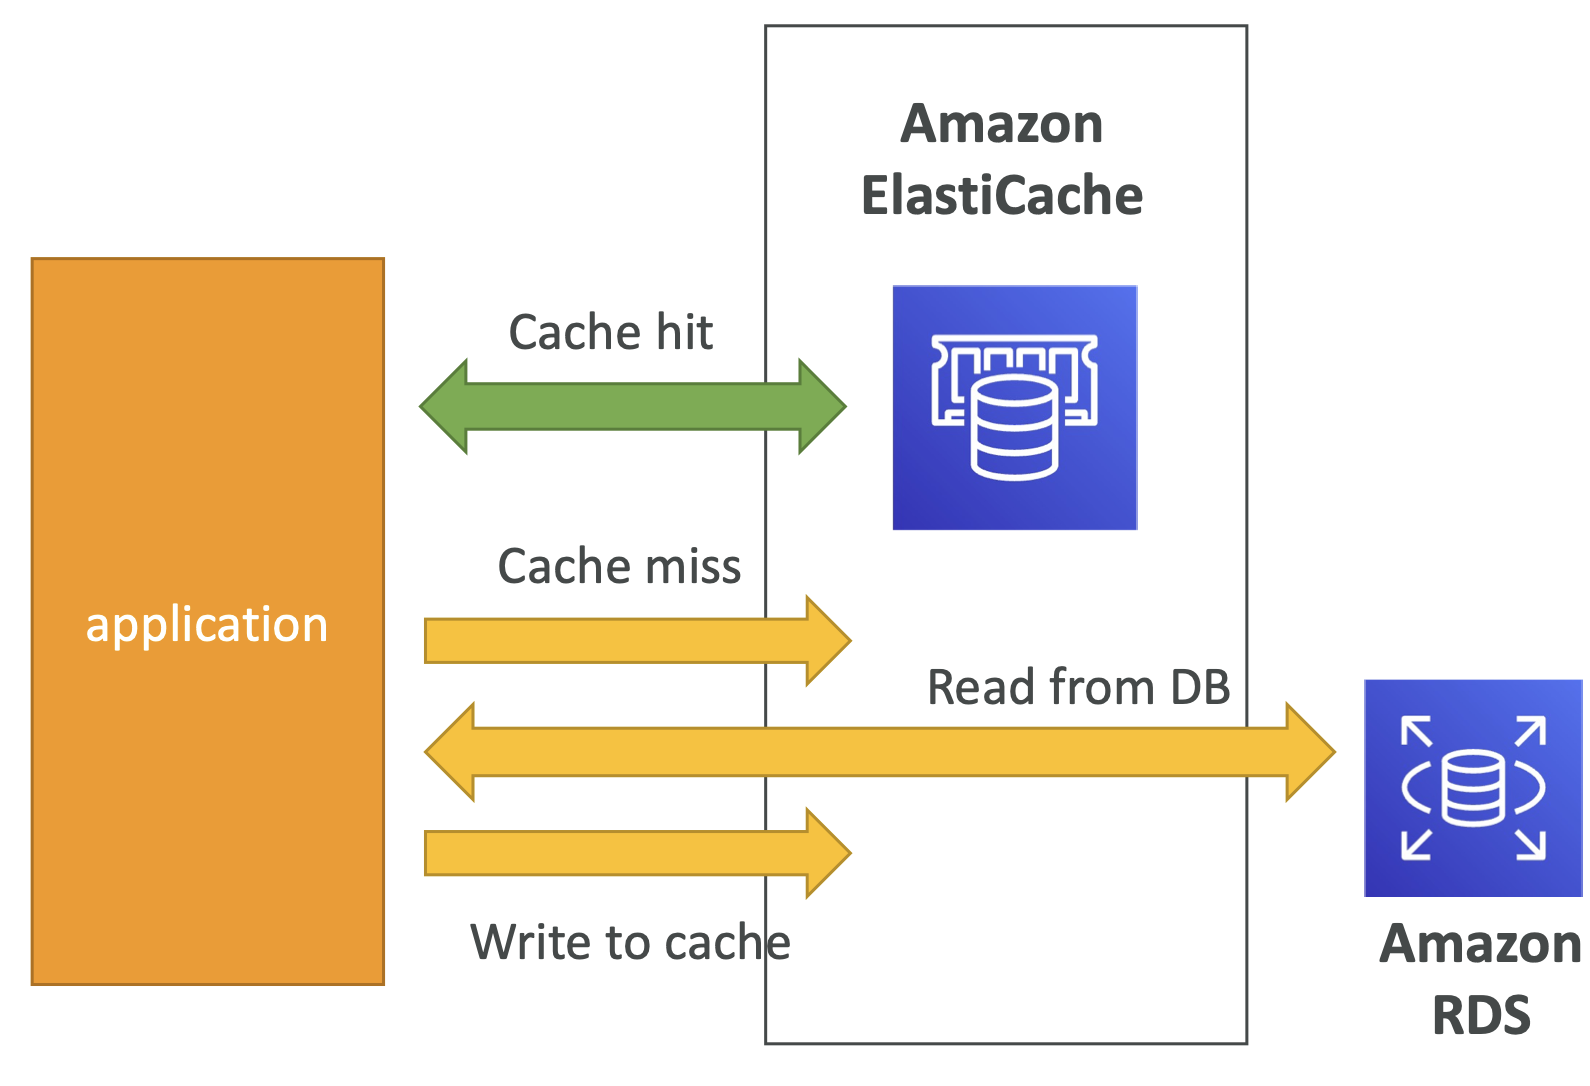 Amazon
ElastiCache
Cache hit
Cache miss
application
Read from DB
Write to cache
Amazon
RDS